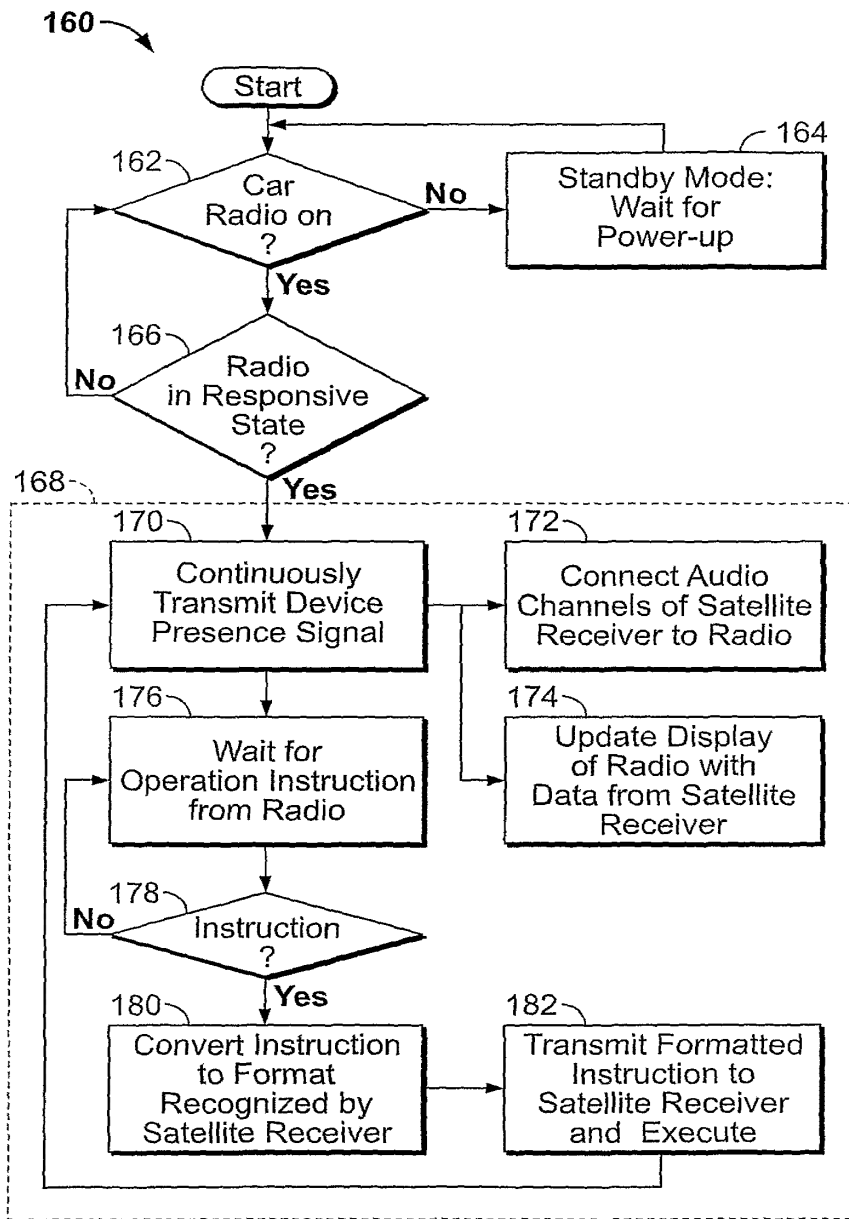 160
Start
162
Car
Radio on
?
No
Yes
164
Standby Mode:
Wait for
Power-up
166
Radio
in Responsive
State
?
No
Yes
168
170
Continuously
Transmit Device
Presence Signal
172
Connect Audio
Channels of Satellite
Receiver to Radio
174
Update Display
of Radio with
Data from Satellite
Receiver
176
Wait for
Operation Instruction
from Radio
178
Instruction
?
No
Yes
180
Convert Instruction
to Format
Recognized by
Satellite Receiver
182
Transmit Formatted
Instruction to
Satellite Receiver
and Execute